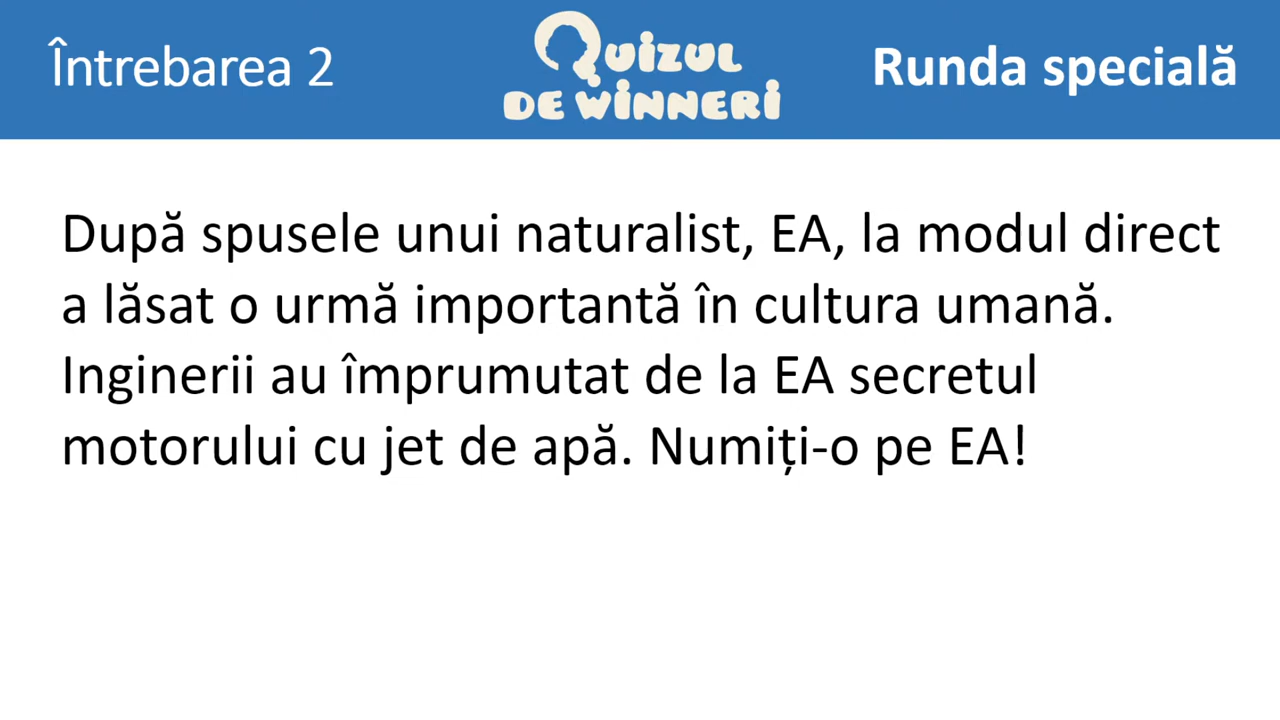 Întrebarea 2
Quizul
de winneri
Runda specială
După spusele unui naturalist, EA, la modul direct
a lăsat o urmă importantă în cultura umană.
Inginerii au împrumutat de la EA secretul
motorului cu jet de apă. Numiți-o pe EA!